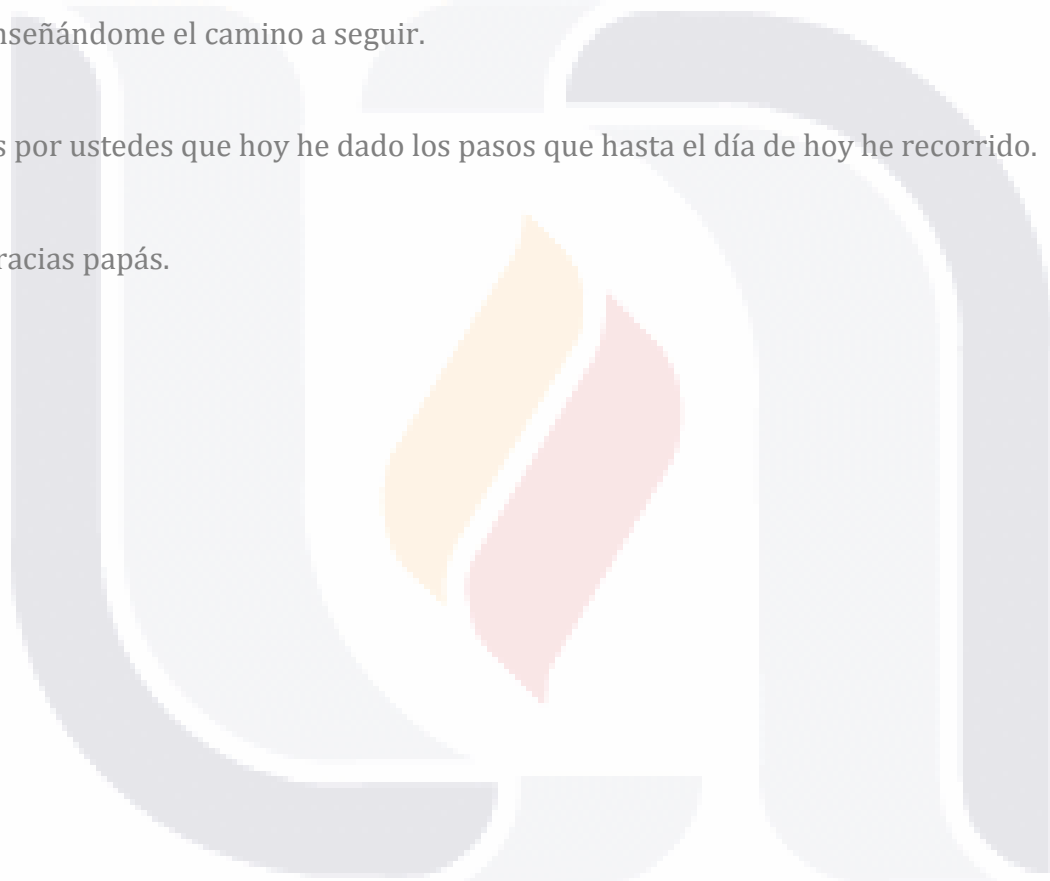 nseñándome el camino a seguir.
s por ustedes que hoy he dado los pasos que hasta el día de hoy he recorrido.
racias papás.